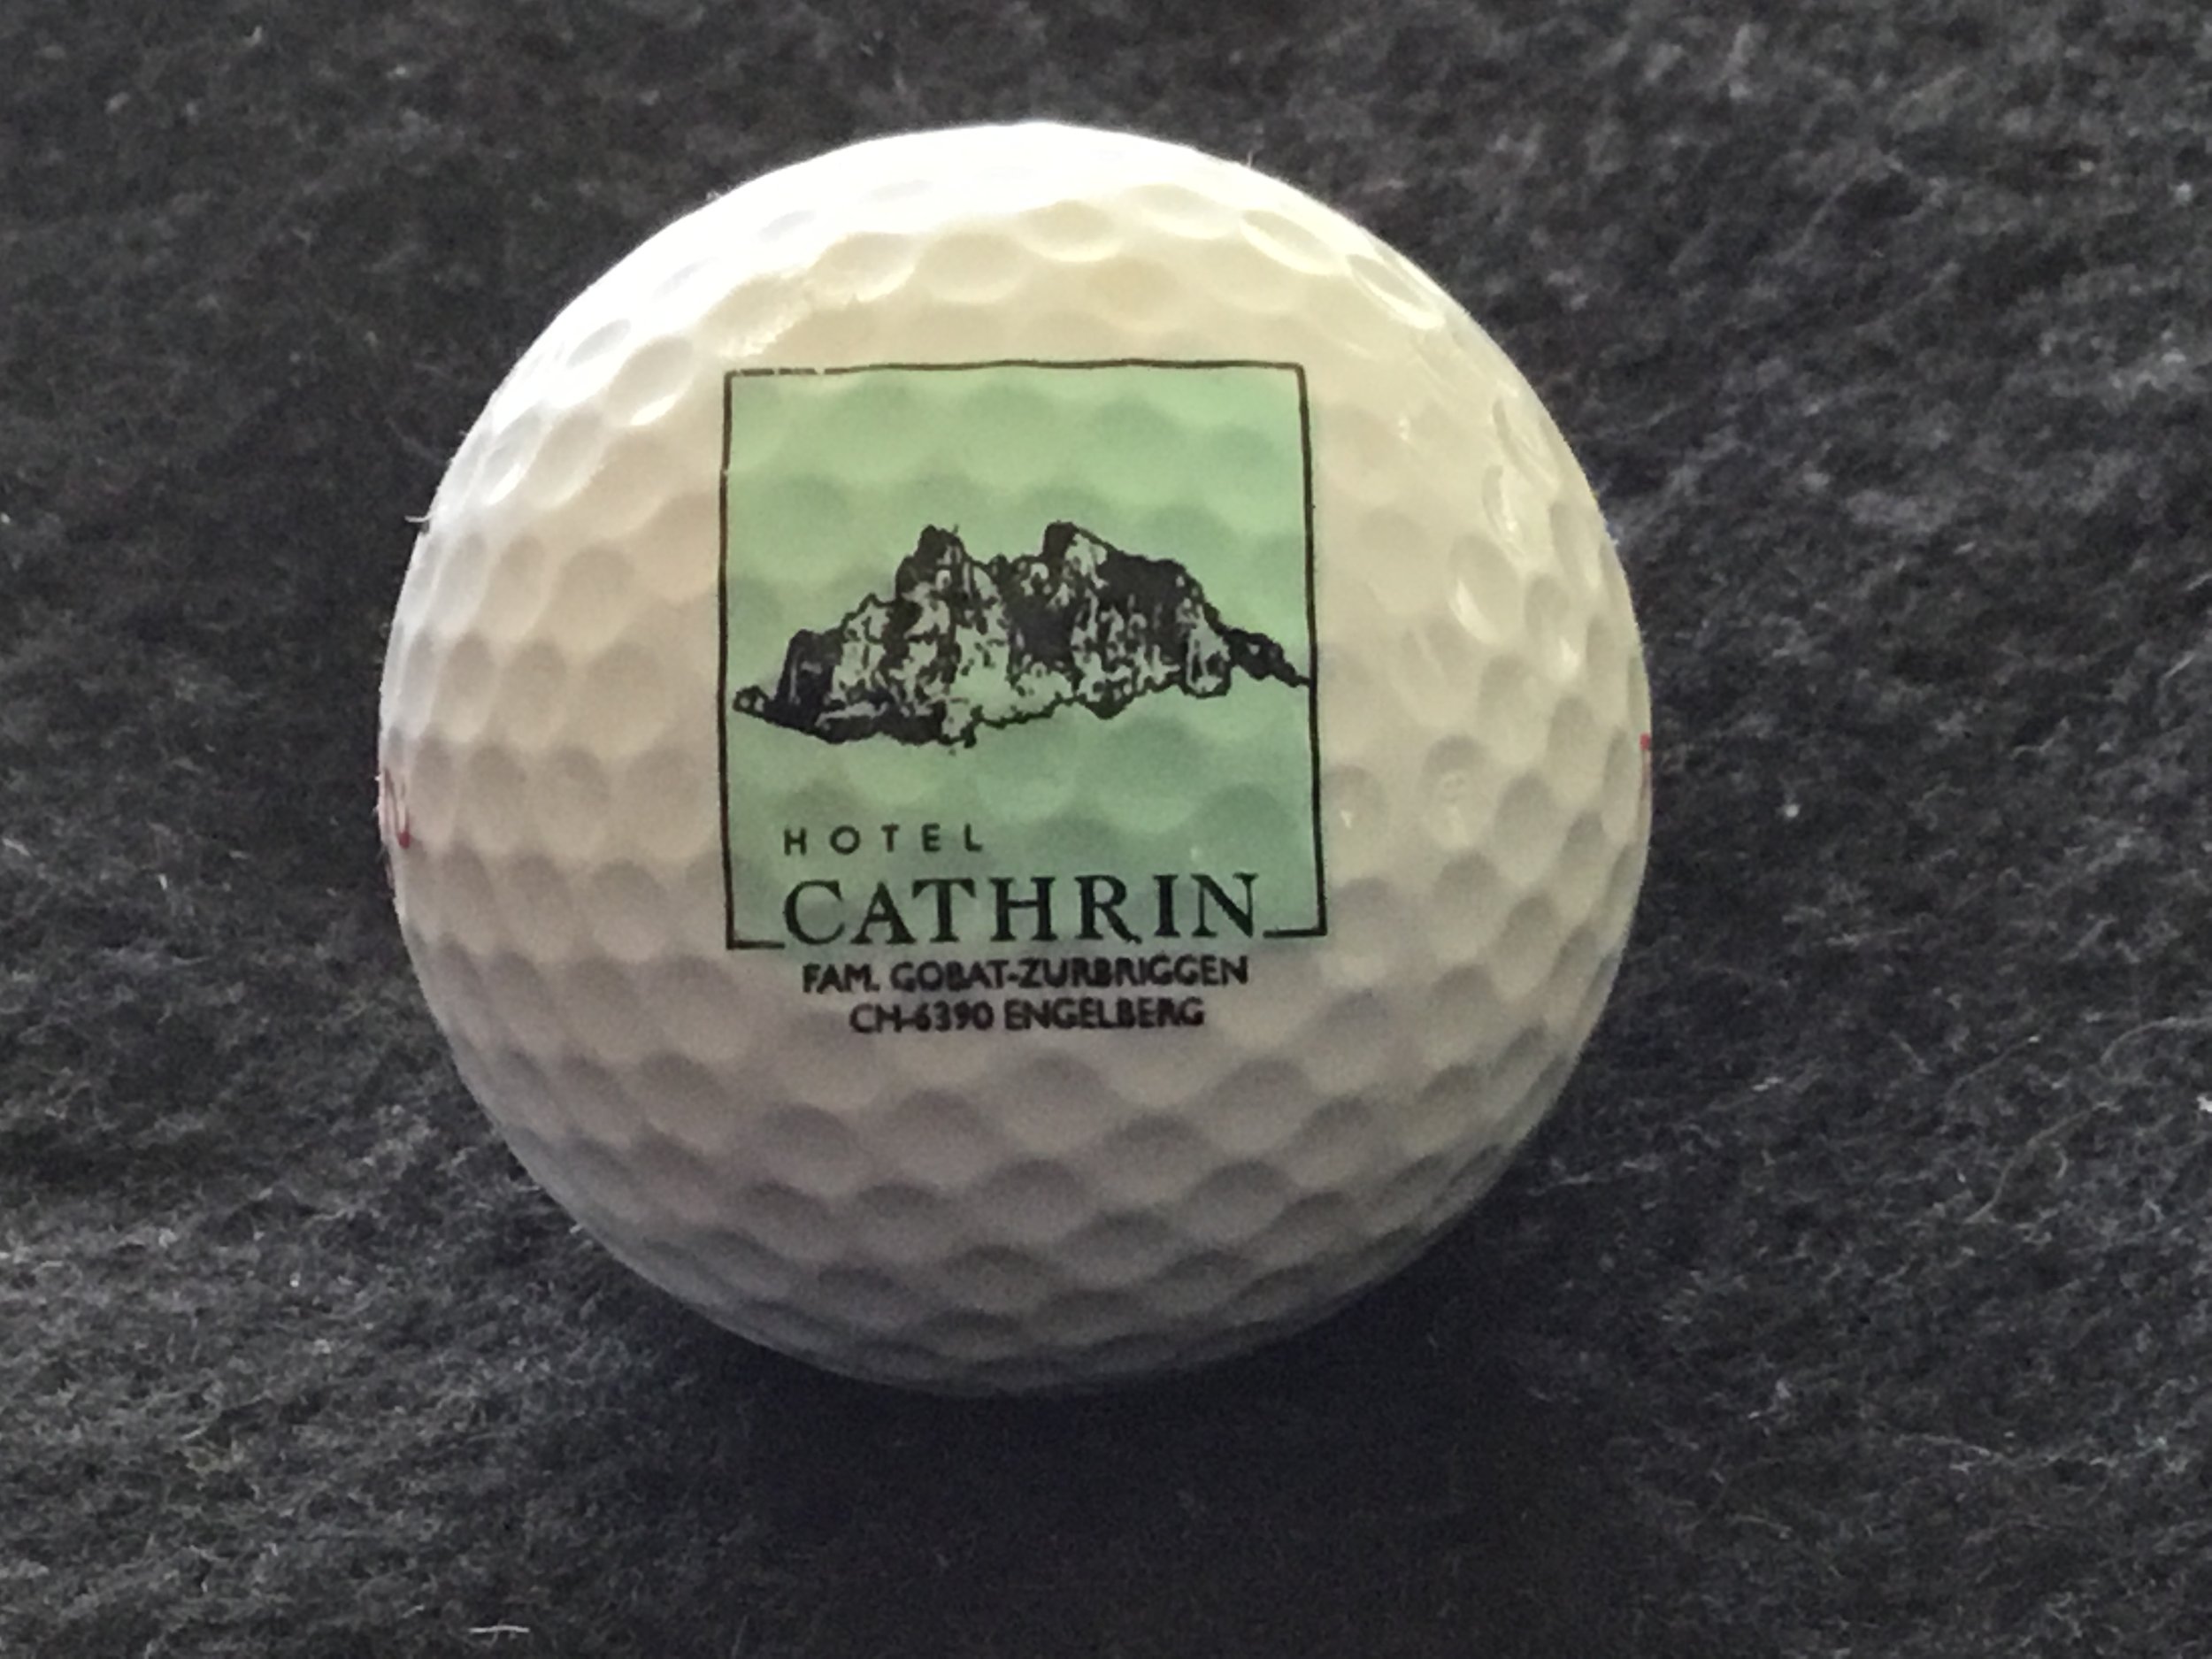 HOTEL
CATHRIN
FAM. GOBAT-ZURBRIGGEN
CH-6390 ENGELBERG